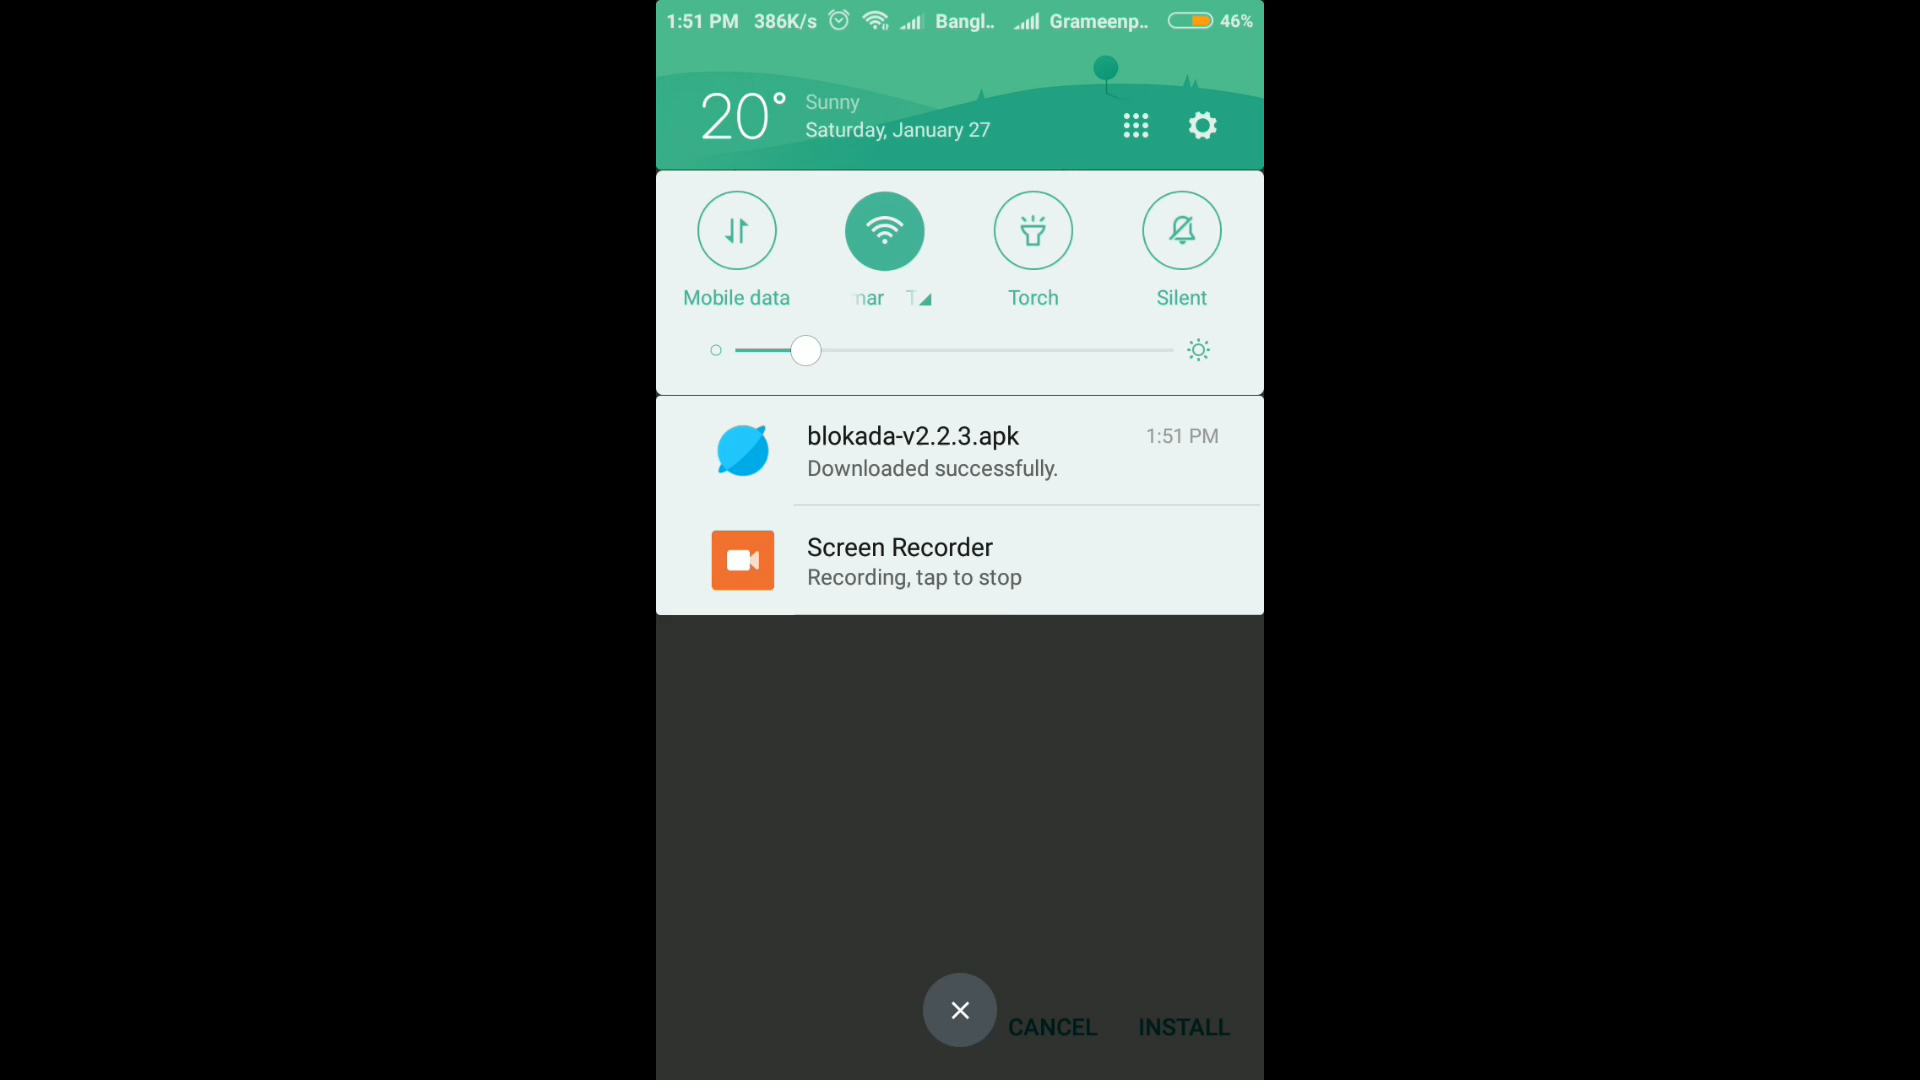 1:51 PM 386K/s Bangl.. Grameenp.. 46%
20° Sunny
Saturday, January 27
Mobile data mar Torch Silent
blokada-v2.2.3.apk 1:51 PM
Downloaded successfully.
Screen Recorder
Recording, tap to stop
CANCEL INSTALL